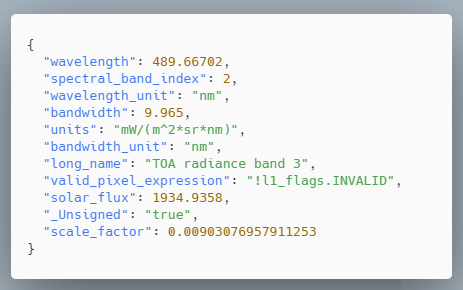 {
"wavelength": 489.66702,
"spectral_band_index": 2,
"wavelength_unit": "nm",
"bandwidth": 9.965,
"units": "mW/(m^2*sr*nm)",
"bandwidth_unit": "nm",
"long_name": "TOA radiance band 3",
"valid_pixel_expression": "!l1_flags.INVALID",
"solar_flux": 1934.9358,
"_Unsigned": "true",
"scale_factor": 0.00903076957911253
}